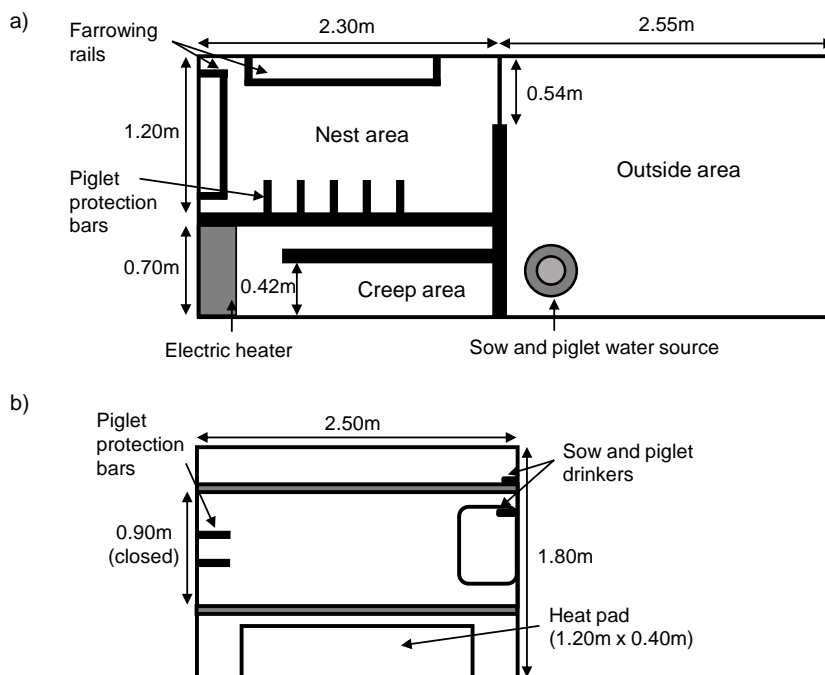 a)
2.30m
2.55m
Farrowing
rails
0.54m
1.20m
Nest area
Outside area
Piglet
protection
bars
0.70m
0.42m
Creep area
Electric heater
Sow and piglet water source
b)
Piglet
protection
bars
2.50m
Sow and piglet
drinkers
0.90m
(closed)
1.80m
Heat pad
(1.20m x 0.40m)